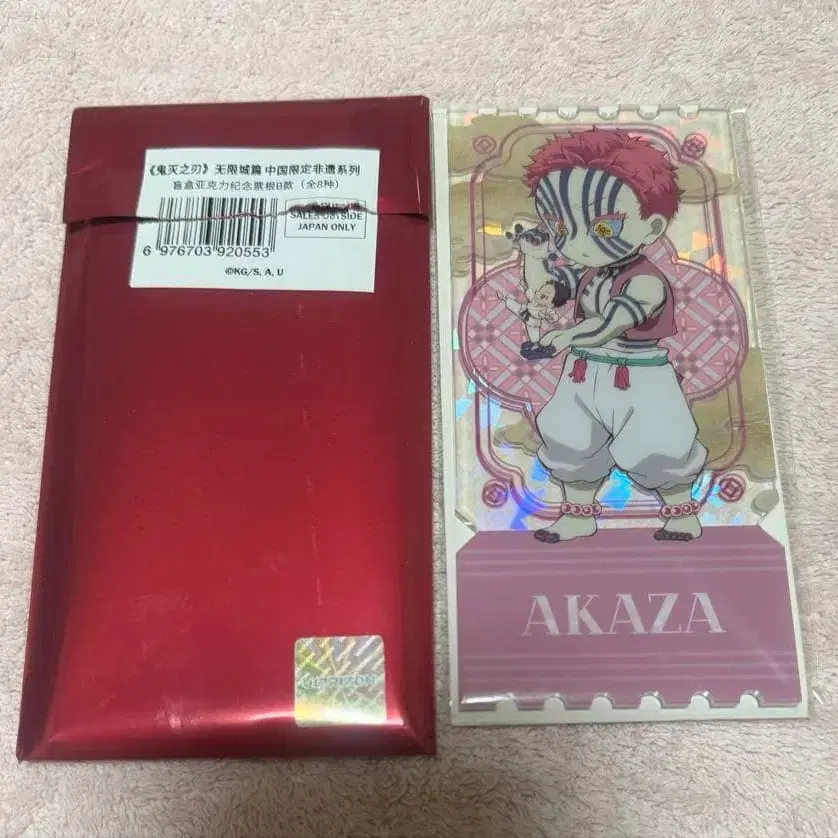 《鬼灭之刃》无限城篇 中国限定非遗系列
盲盒亚克力纪念票根B款（全8种）
SALES OUTSIDE
JAPAN ONLY
6 976703 920553
©KG/S, A, U
AKAZA